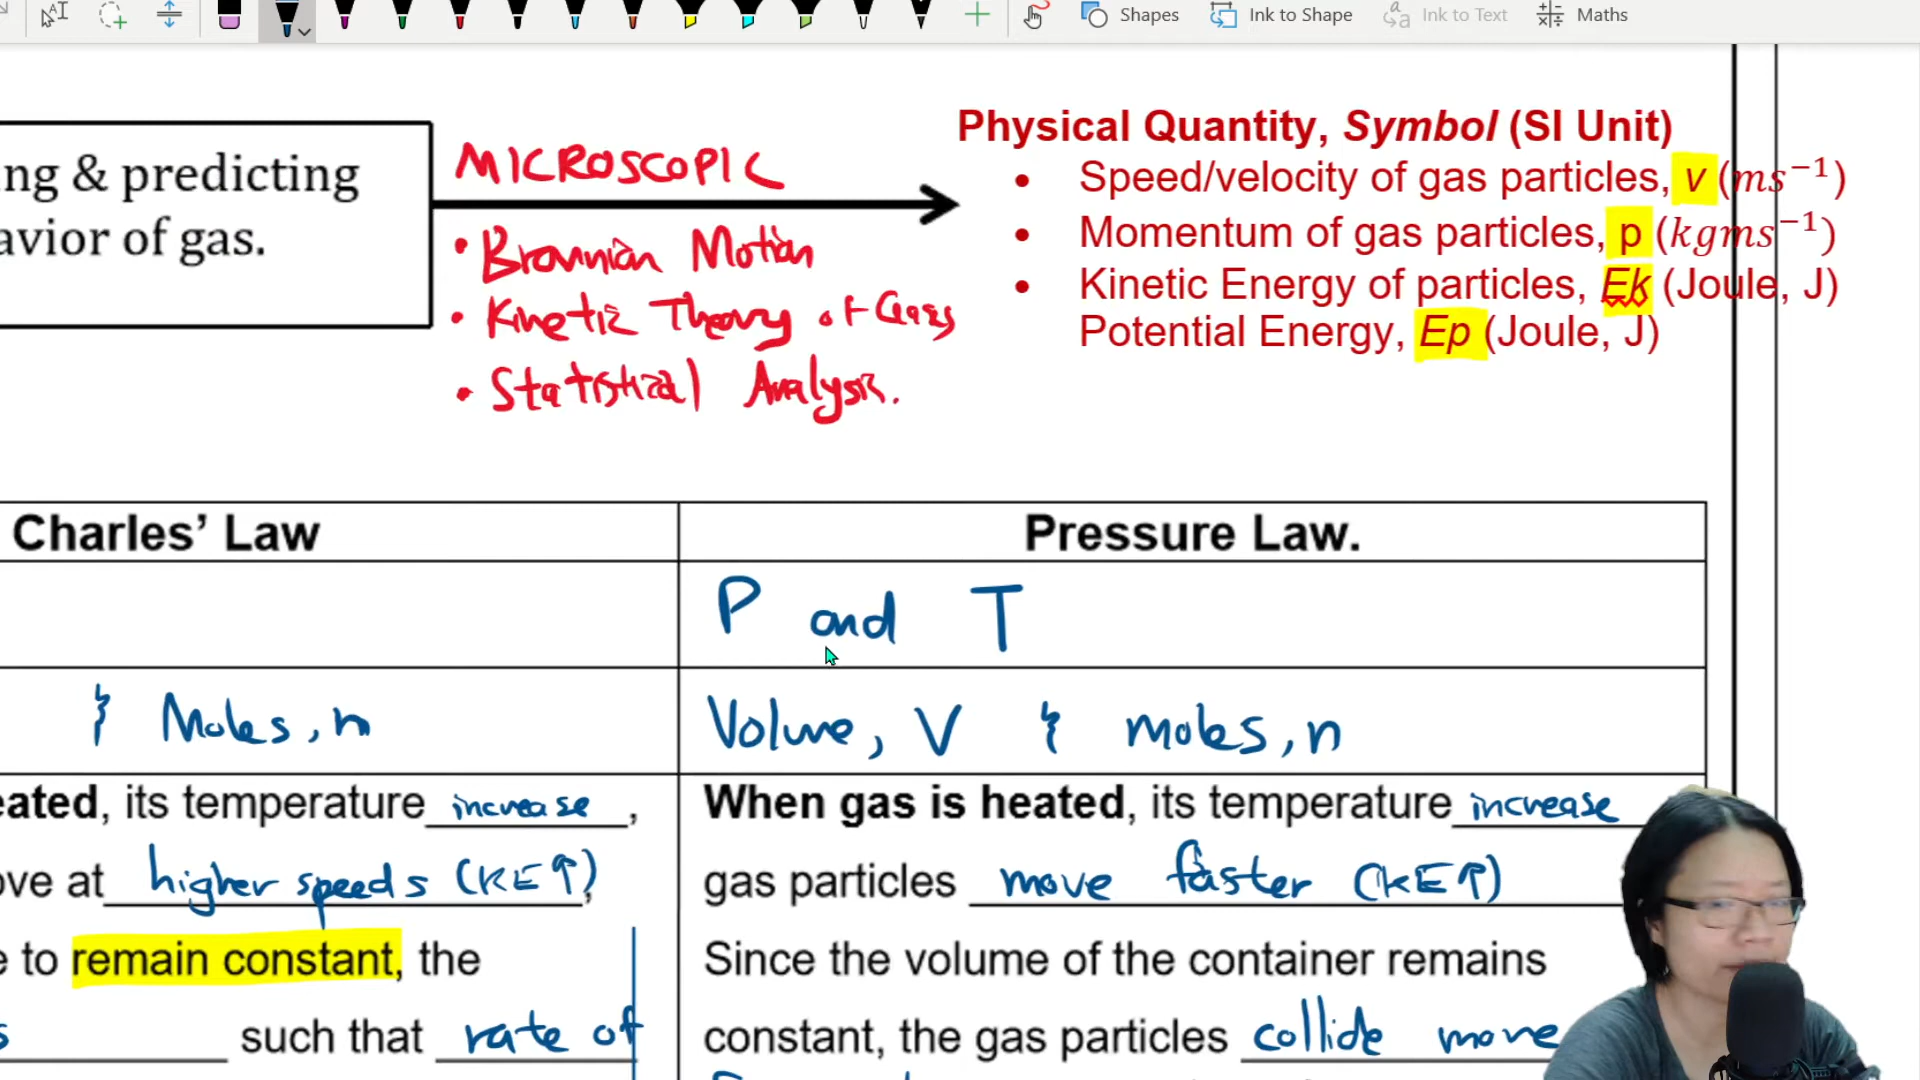 Shapes Ink to Shape Ink to Text Maths
Physical Quantity, Symbol (SI Unit)
• Speed/velocity of gas particles, v (ms⁻¹)
• Momentum of gas particles, p (kgms⁻¹)
• Kinetic Energy of particles, Ek (Joule, J)
Potential Energy, Ep (Joule, J)
ng & predicting
avior of gas.
MICROSCOPIC
• Brownian Motion
• Kinetic Theory of Gases
• Statistical Analysis.
Charles’ Law
Pressure Law.
P and T
& Moles, n
Volume, V & moles, n
eated, its temperature increase,
ve at higher speeds (KE↑),
e to remain constant, the
s such that rate of
When gas is heated, its temperature increase
gas particles move faster (KE↑)
Since the volume of the container remains
constant, the gas particles collide move